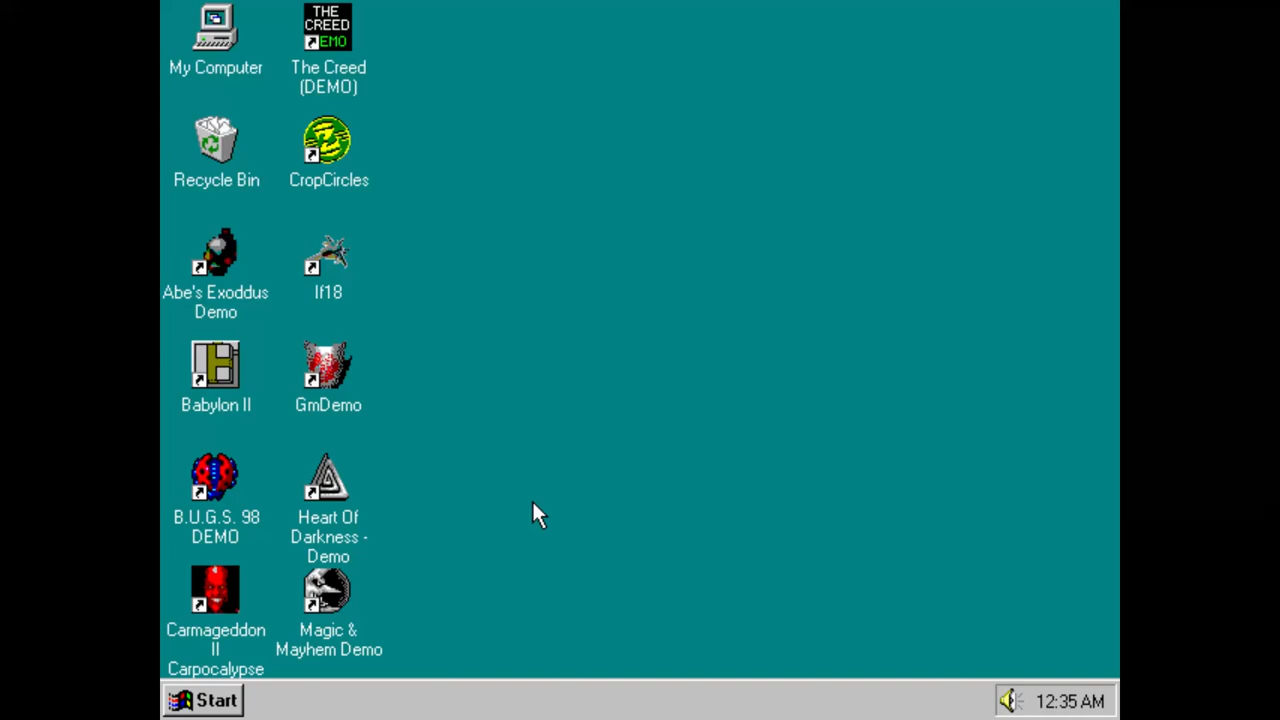 My Computer
THE
CREED
EMO
The Creed
(DEMO)
Recycle Bin
CropCircles
Abe's Exoddus
Demo
If18
Babylon II
GmDemo
B.U.G.S. 98
DEMO
Heart Of
Darkness -
Demo
Carmageddon
II
Carpocalypse
Magic &
Mayhem Demo
Start
12:35 AM